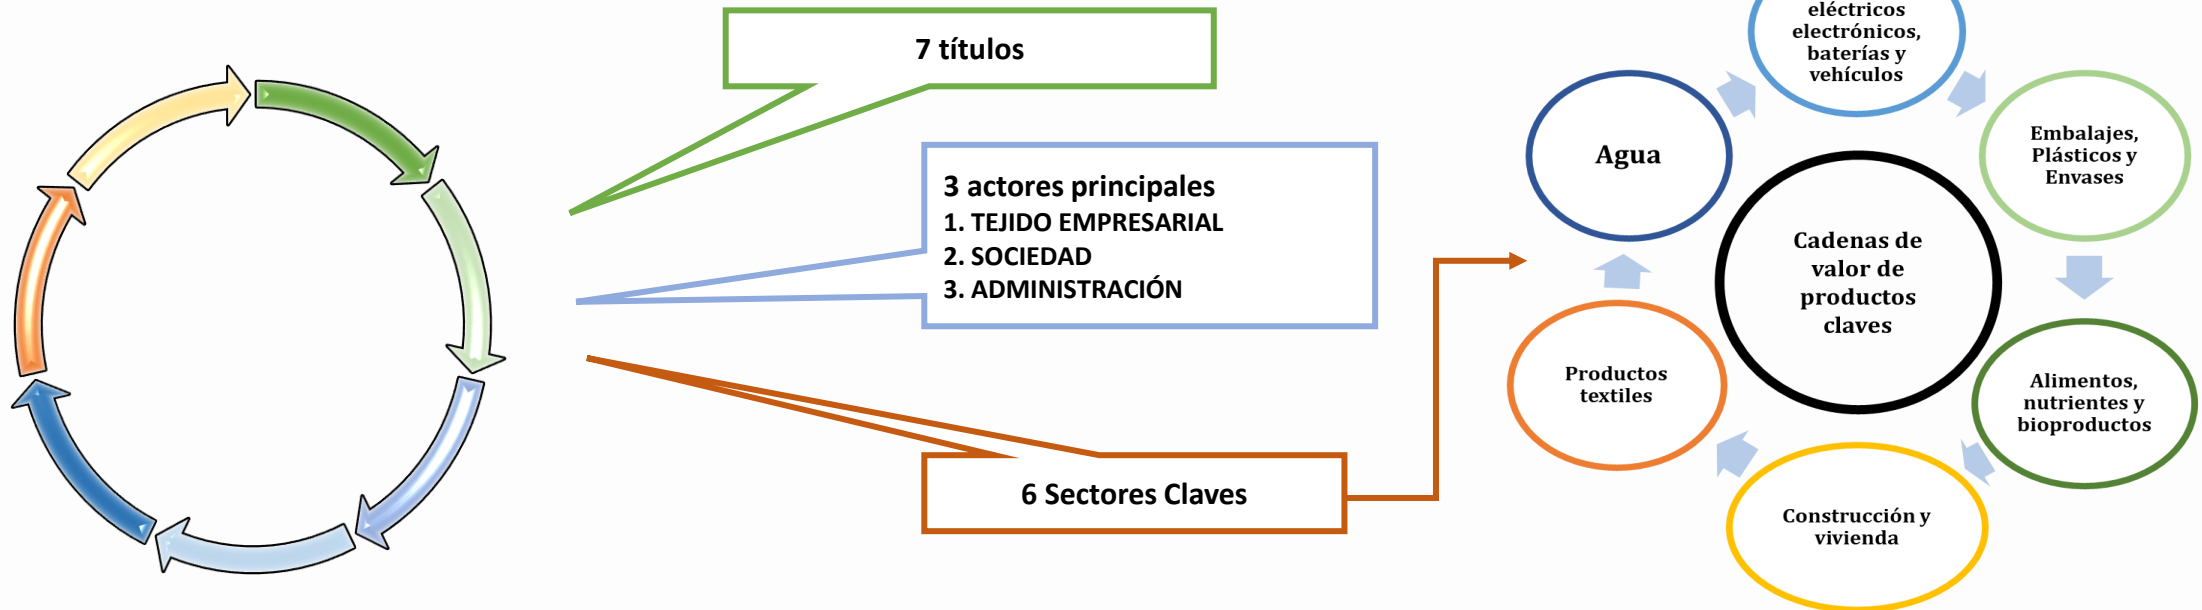 7 títulos
3 actores principales
1. TEJIDO EMPRESARIAL
2. SOCIEDAD
3. ADMINISTRACIÓN
6 Sectores Claves
eléctricos
electrónicos,
baterías y
vehículos
Embalajes,
Plásticos y
Envases
Alimentos,
nutrientes y
bioproductos
Construcción y
vivienda
Productos
textiles
Agua
Cadenas de
valor de
productos
claves